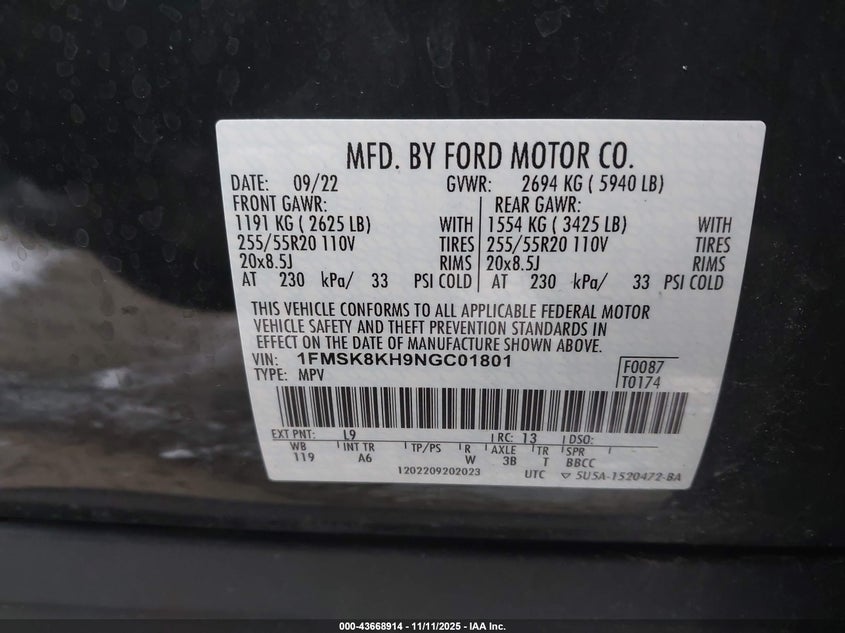 MFD. BY FORD MOTOR CO.
DATE: 09/22 GVWR: 2694 KG ( 5940 LB)
FRONT GAWR: REAR GAWR:
1191 KG ( 2625 LB) WITH 1554 KG ( 3425 LB) WITH
255/55R20 110V TIRES 255/55R20 110V TIRES
20x8.5J RIMS 20x8.5J RIMS
AT 230 kPa/ 33 PSI COLD AT 230 kPa/ 33 PSI COLD
THIS VEHICLE CONFORMS TO ALL APPLICABLE FEDERAL MOTOR
VEHICLE SAFETY AND THEFT PREVENTION STANDARDS IN
EFFECT ON THE DATE OF MANUFACTURE SHOWN ABOVE.
VIN: 1FMSK8KH9NGC01801
TYPE: MPV
F0087
T0174
EXT PNT: L9 RC: 13 DSO:
WB INT TR TP/PS R AXLE TR SPR
119 A6 W 3B T BBCC
1202209202023 UTC ▽ 5U5A-1520472-BA
000-43668914 - 11/11/2025 - IAA Inc.